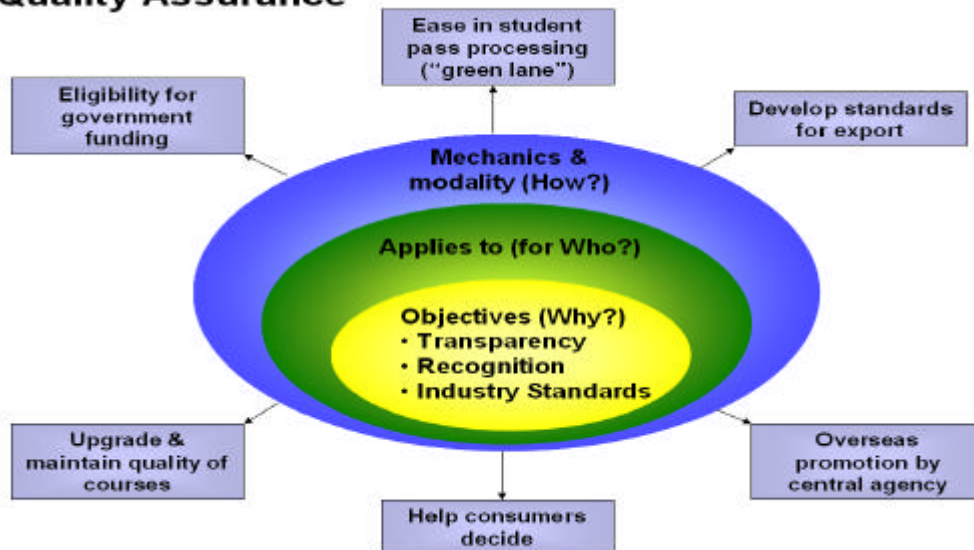 Quality Assurance
Ease in student
pass processing
(“green lane”)
Eligibility for
government
funding
Develop standards
for export
Mechanics &
modality (How?)
Applies to (for Who?)
Objectives (Why?)
• Transparency
• Recognition
• Industry Standards
Upgrade &
maintain quality of
courses
Overseas
promotion by
central agency
Help consumers
decide